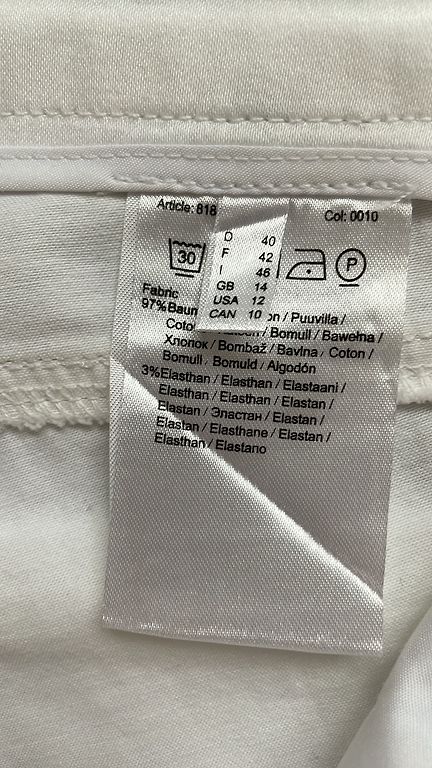 Article: 818
Col: 0010
D 40
F 42
I 46
GB 14
USA 12
CAN 10
30
P
Fabric
97%Baum / Puuvilla /
Coto / Bomull / Bawełna /
Хлопок / Bombaž / Bavlna / Coton /
Bomull / Bomuld / Algodón
3%Elasthan / Elasthan / Elastaani /
Elasthan / Elasthan / Elastan /
Elastan / Эластан / Elastan /
Elastan / Elasthane / Elastan /
Elasthan / Elastano